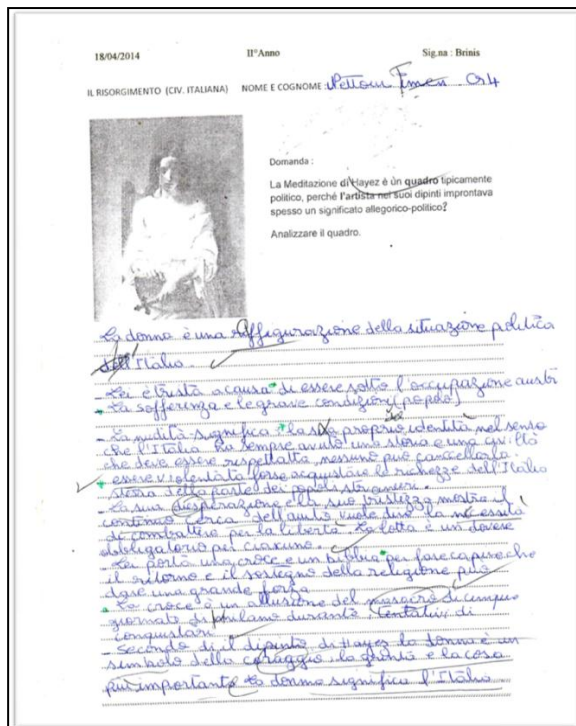 18/04/2014 II°Anno Sig.na : Brinis
IL RISORGIMENTO (CIV. ITALIANA) NOME E COGNOME
Domanda :
La Meditazione di Hayez è un quadro tipicamente
politico, perché l'artista nei suoi dipinti improntava
spesso un significato allegorico-politico?
Analizzare il quadro.
La donna è una raffigurazione della situazione politica
dell'Italia.
- Lei è trista a causa di essere sotto l'occupazione
- La sofferenza e le grave condizioni (popolo)
- La nudità significa la propria identità nel senso
che l'Italia ha sempre avuto una storia e una civiltà
che deve essere rispettata, nessuno può cancellarla.
essere violentata forse acquistare le richezze dell'Italia
stessa della parte dei popoli stranieri.
- La sua disperazione e la sua tristezza mostra il
continuo cerca dell'aiuto vuole dire la necessità
di combattere per la libertà. La lotta è un dovere
obbligatorio per ciascuno.
- Lei porta una croce e un bibbia per fare capire che
il ritorno e il sostegno della religione può
dare una grande forza
- La croce è un allusione del massacro di cinque
giornate di milano durante tentativi di
conquistare
- Secondo di il dipinto di Hayez la donna è un
simbolo della coraggio, la e la cosa
più importante la donna significa l'Italia